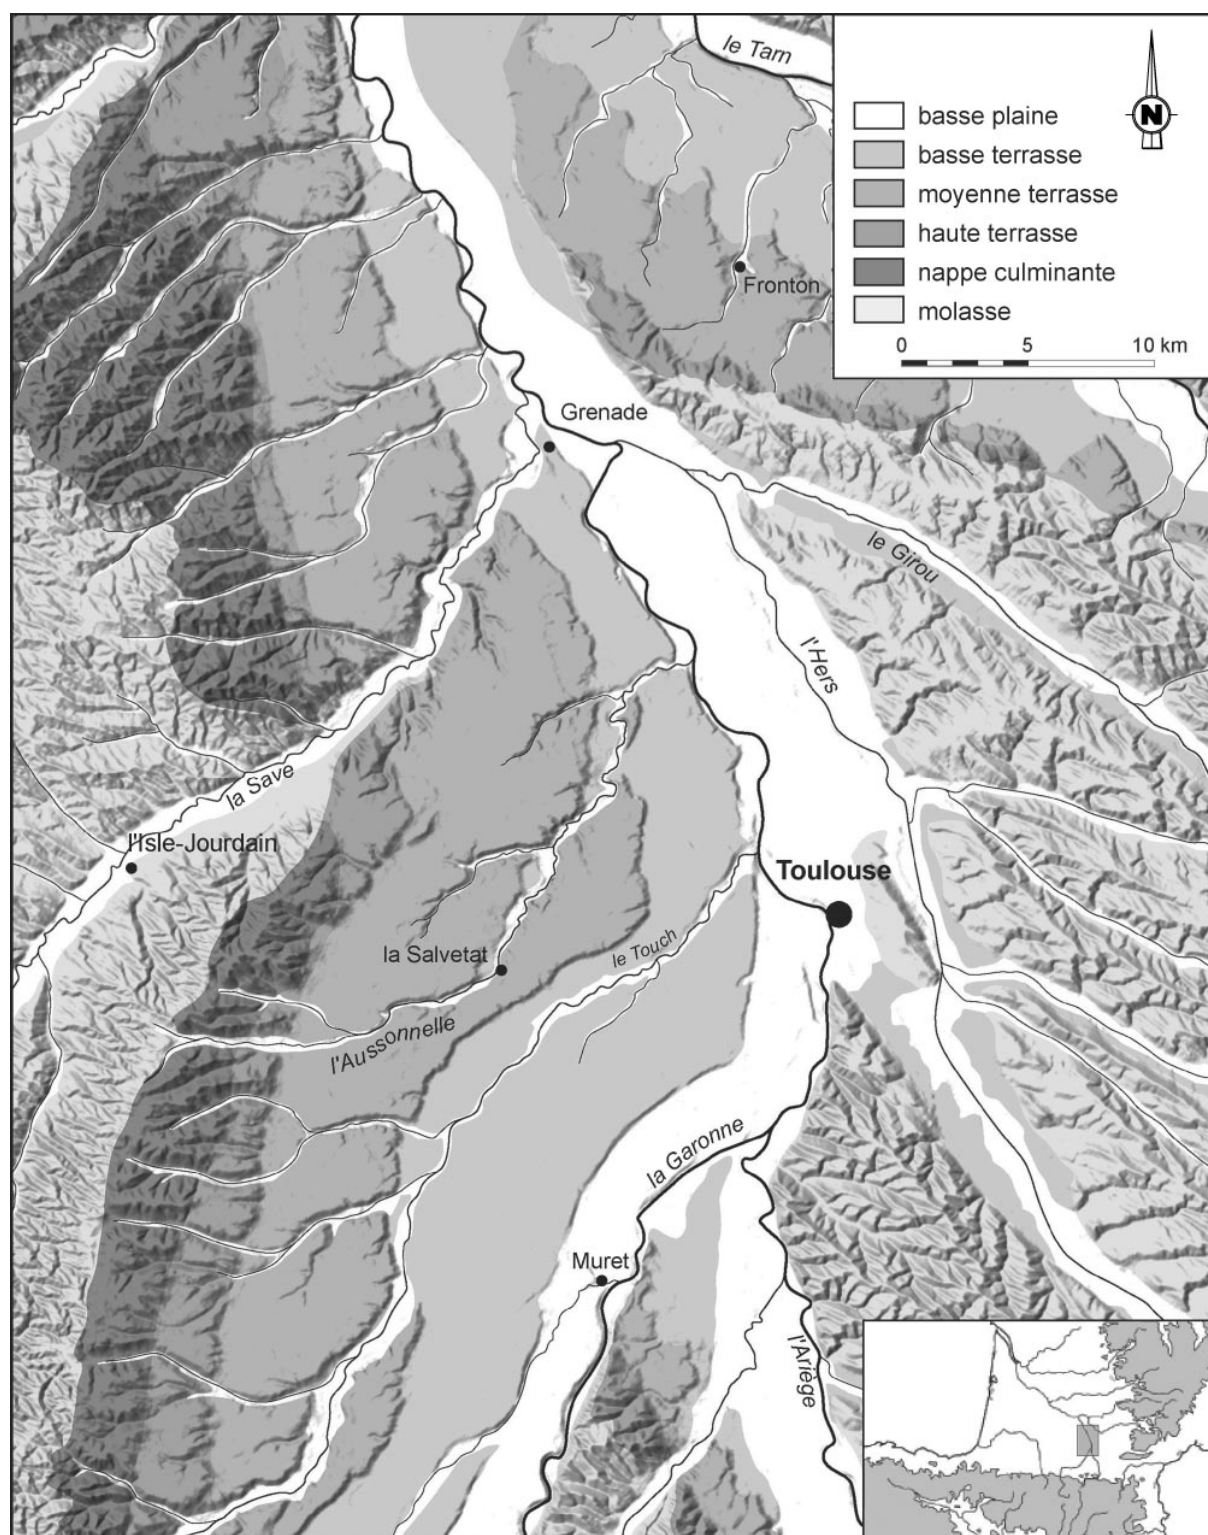 le Tarn
N
basse plaine
basse terrasse
moyenne terrasse
haute terrasse
nappe culminante
molasse
0 5 10 km
Fronton
Grenade
le Girou
l'Hers
la Save
l'Isle-Jourdain
Toulouse
la Salvetat
le Touch
l'Aussonnelle
la Garonne
Muret
l'Ariège